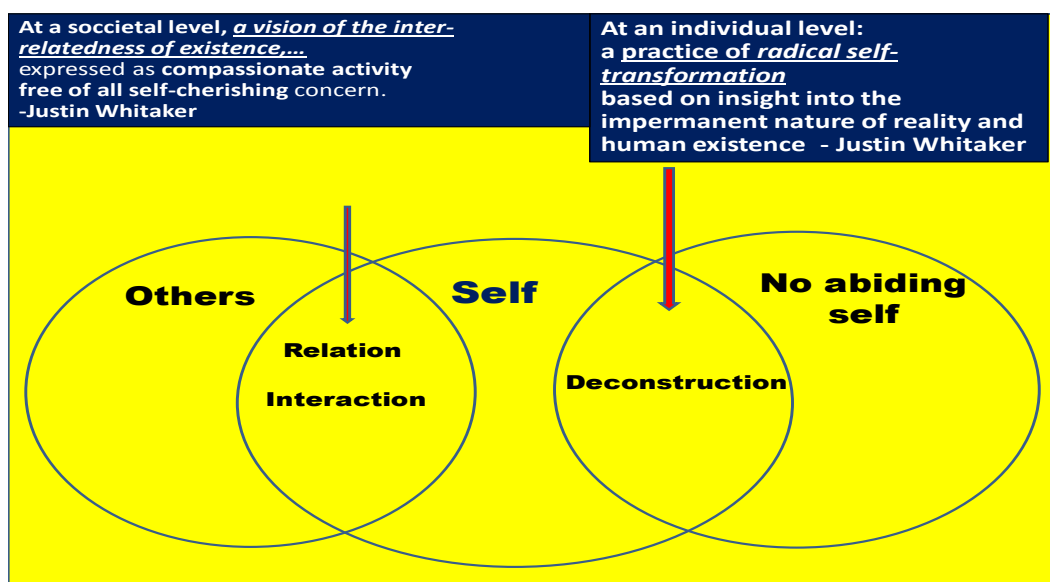 At a soccietal level, a vision of the inter-
relatedness of existence,...
expressed as compassionate activity
free of all self-cherishing concern.
-Justin Whitaker
At an individual level:
a practice of radical self-
transformation
based on insight into the
impermanent nature of reality and
human existence - Justin Whitaker
Others
Self
No abiding
self
Relation
Interaction
Deconstruction